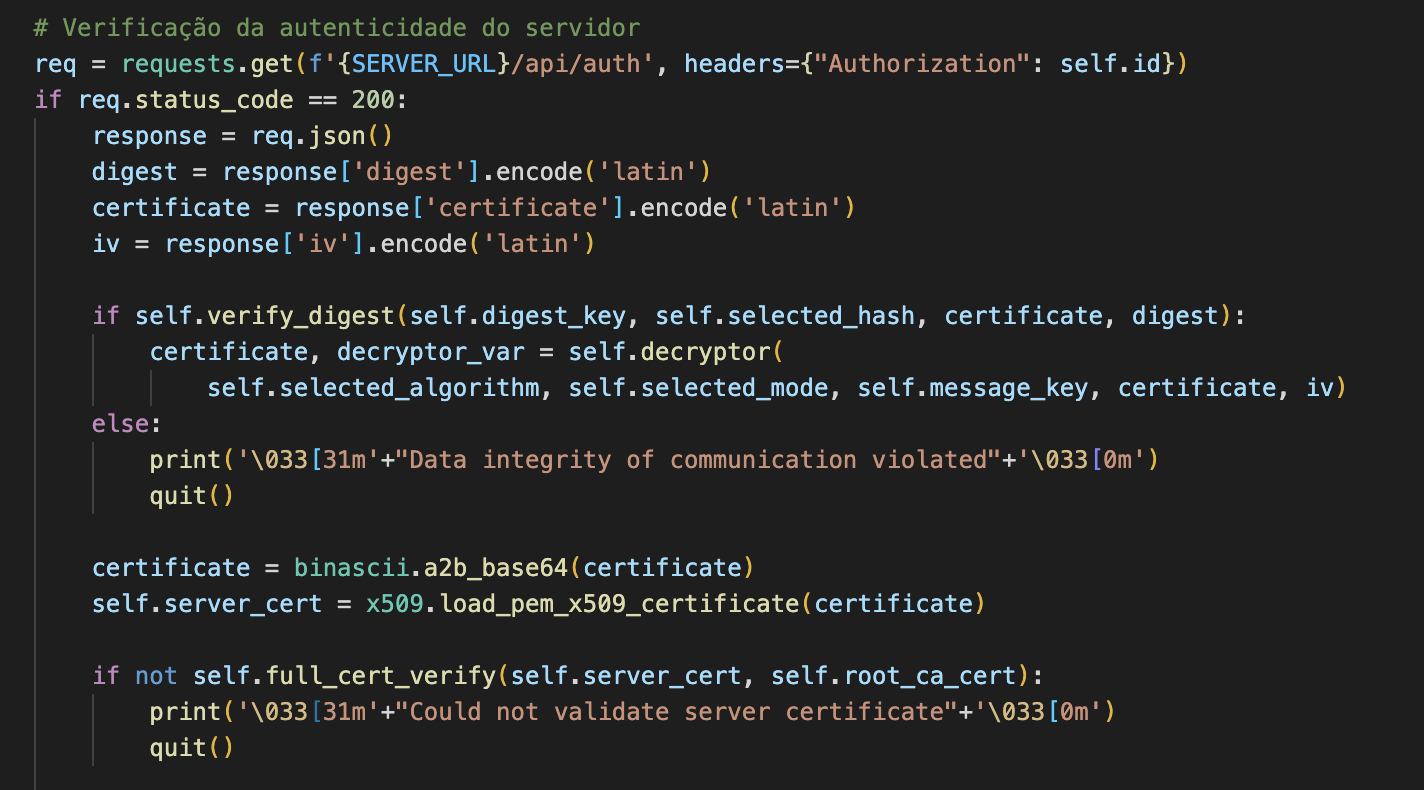 # Verificação da autenticidade do servidor
req = requests.get(f'{SERVER_URL}/api/auth', headers={"Authorization": self.id})
if req.status_code == 200:
    response = req.json()
    digest = response['digest'].encode('latin')
    certificate = response['certificate'].encode('latin')
    iv = response['iv'].encode('latin')

    if self.verify_digest(self.digest_key, self.selected_hash, certificate, digest):
        certificate, decryptor_var = self.decryptor(
            self.selected_algorithm, self.selected_mode, self.message_key, certificate, iv)
    else:
        print('\033[31m'+"Data integrity of communication violated"+'\033[0m')
        quit()

    certificate = binascii.a2b_base64(certificate)
    self.server_cert = x509.load_pem_x509_certificate(certificate)

    if not self.full_cert_verify(self.server_cert, self.root_ca_cert):
        print('\033[31m'+"Could not validate server certificate"+'\033[0m')
        quit()